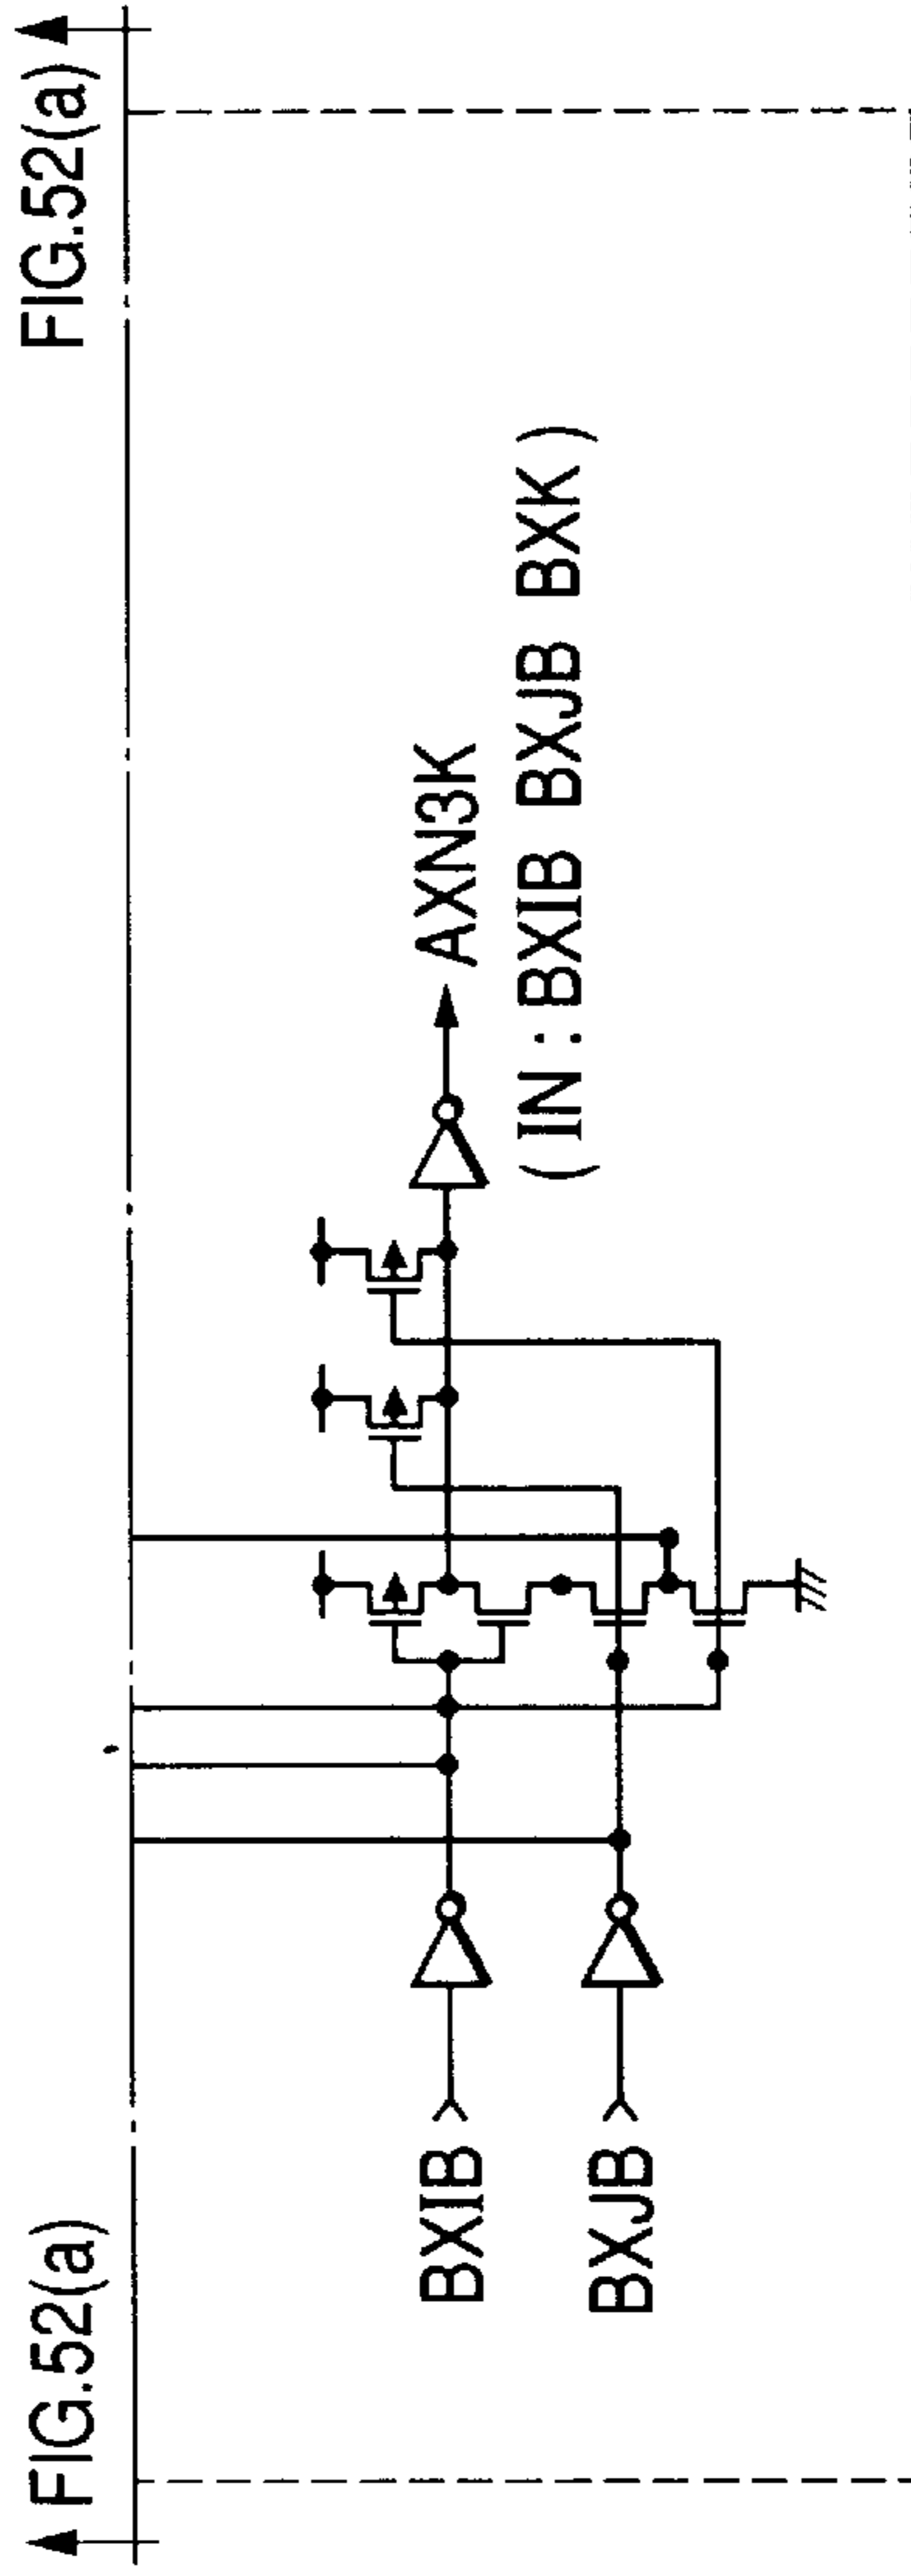 FIG.52(a)
FIG.52(a)
BXIB
AXN3K
BXJB
( IN : BXIB BXJB BXK )